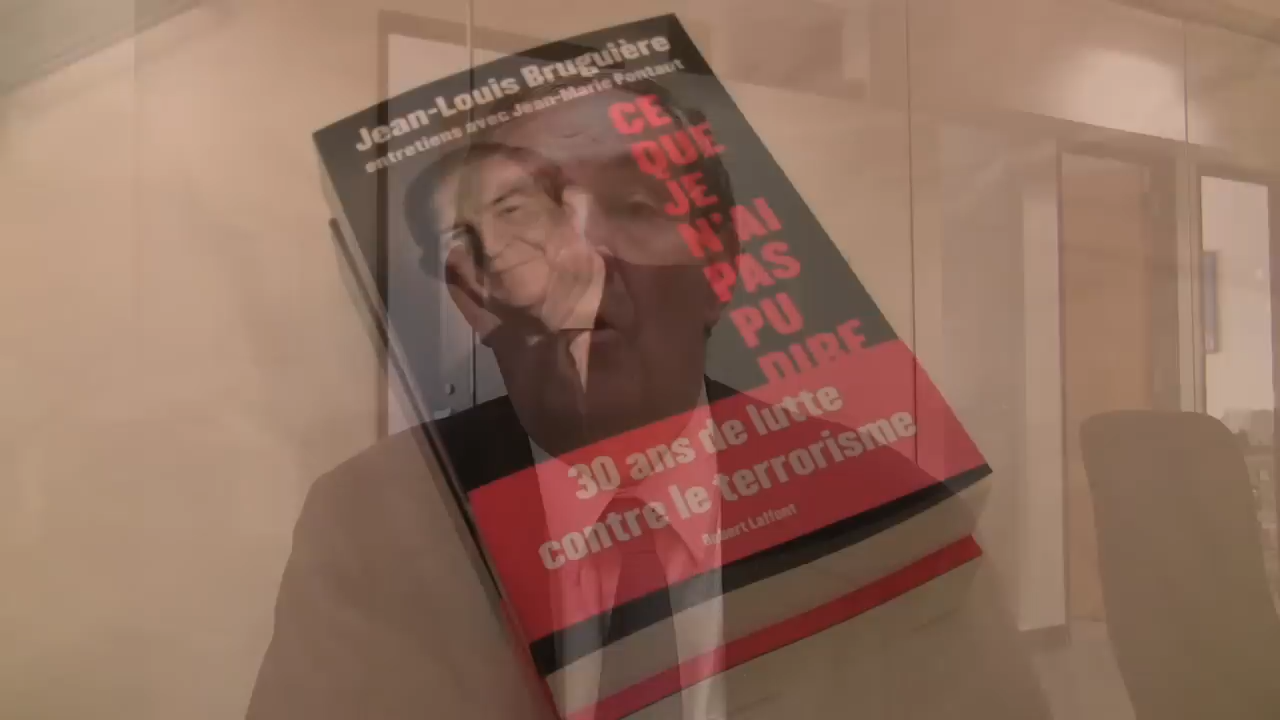 Jean-Louis Bruguière
entretiens avec Jean-Marie Pontaut
CE
QUE
JE
N'AI
PAS
PU
DIRE
30 ans de lutte
contre le terrorisme
Robert Laffont